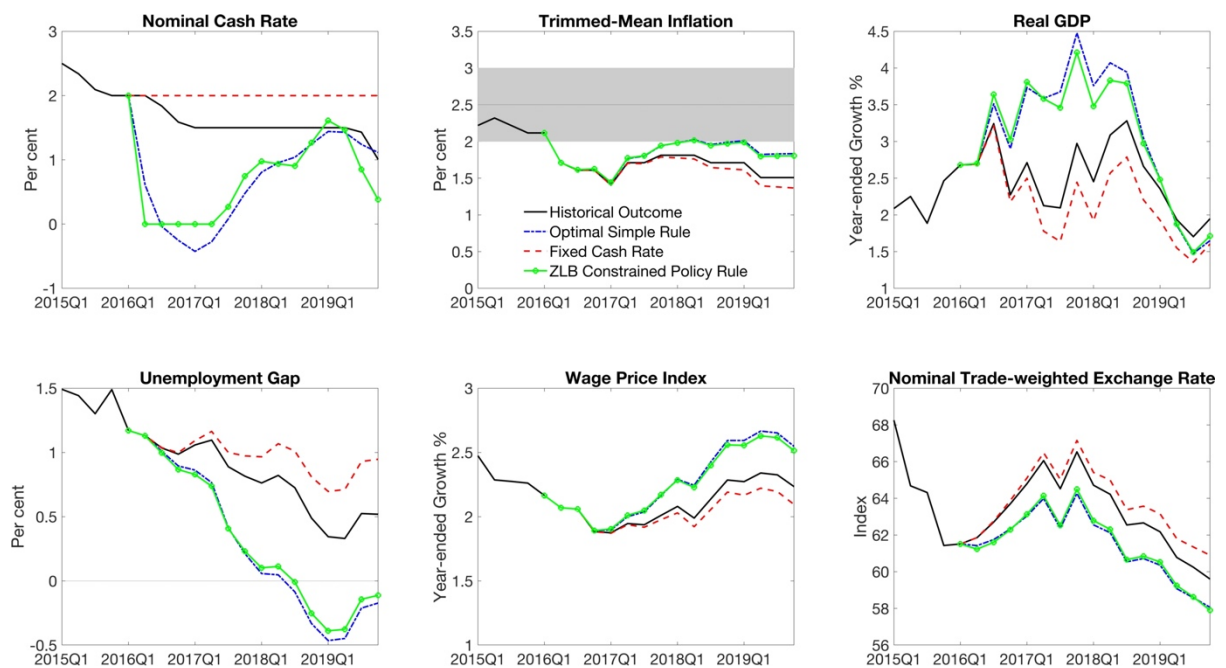 Nominal Cash Rate
Per cent
3
2
1
0
-1
2015Q1 2016Q1 2017Q1 2018Q1 2019Q1
Trimmed-Mean Inflation
Per cent
3.5
3
2.5
2
1.5
1
0.5
0
Historical Outcome
Optimal Simple Rule
Fixed Cash Rate
ZLB Constrained Policy Rule
2015Q1 2016Q1 2017Q1 2018Q1 2019Q1
Real GDP
Year-ended Growth %
4.5
4
3.5
3
2.5
2
1.5
1
2015Q1 2016Q1 2017Q1 2018Q1 2019Q1
Unemployment Gap
Per cent
1.5
1
0.5
0
-0.5
2015Q1 2016Q1 2017Q1 2018Q1 2019Q1
Wage Price Index
Year-ended Growth %
3
2.5
2
1.5
1
2015Q1 2016Q1 2017Q1 2018Q1 2019Q1
Nominal Trade-weighted Exchange Rate
Index
70
68
66
64
62
60
58
56
2015Q1 2016Q1 2017Q1 2018Q1 2019Q1